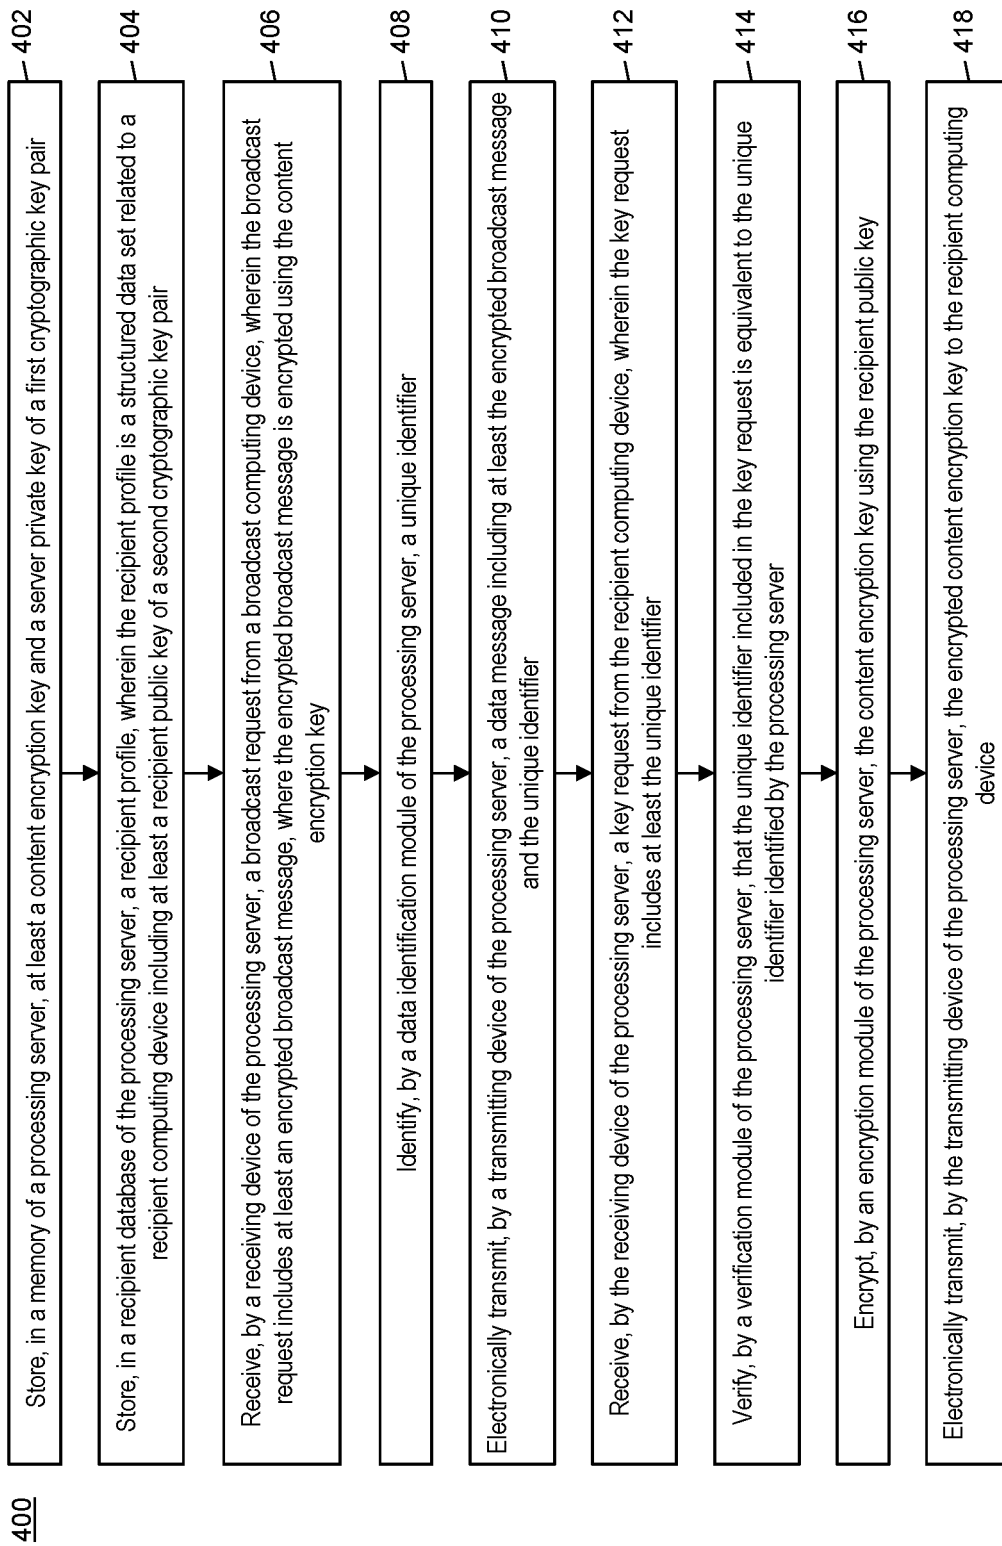 400
Store, in a memory of a processing server, at least a content encryption key and a server private key of a first cryptographic key pair
402
Store, in a recipient database of the processing server, a recipient profile, wherein the recipient profile is a structured data set related to a
recipient computing device including at least a recipient public key of a second cryptographic key pair
404
Receive, by a receiving device of the processing server, a broadcast request from a broadcast computing device, wherein the broadcast
request includes at least an encrypted broadcast message, where the encrypted broadcast message is encrypted using the content
encryption key
406
Identify, by a data identification module of the processing server, a unique identifier
408
Electronically transmit, by a transmitting device of the processing server, a data message including at least the encrypted broadcast message
and the unique identifier
410
Receive, by the receiving device of the processing server, a key request from the recipient computing device, wherein the key request
includes at least the unique identifier
412
Verify, by a verification module of the processing server, that the unique identifier included in the key request is equivalent to the unique
identifier identified by the processing server
414
Encrypt, by an encryption module of the processing server, the content encryption key using the recipient public key
416
Electronically transmit, by the transmitting device of the processing server, the encrypted content encryption key to the recipient computing
device
418